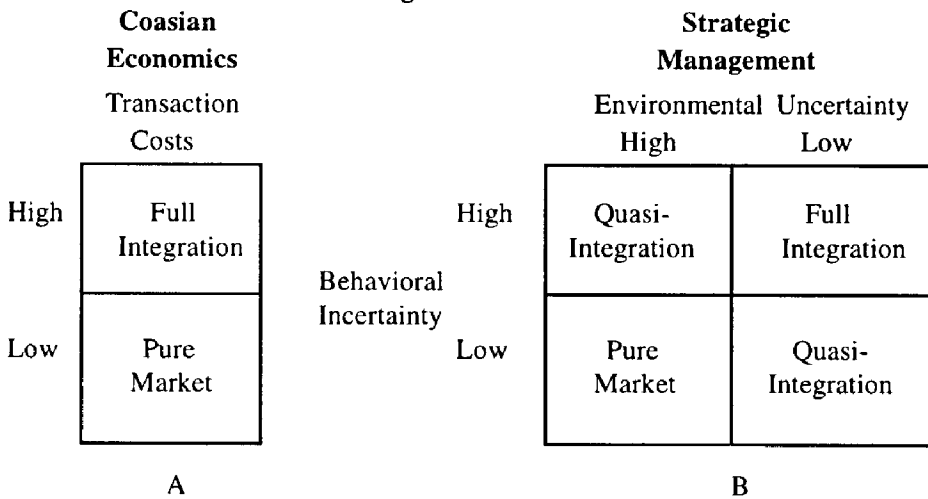 Coasian
Economics
Transaction
Costs
High
Full
Integration
Low
Pure
Market
A
Strategic
Management
Environmental Uncertainty
High
Low
Behavioral
Incertainty
High
Quasi-
Integration
Full
Integration
Low
Pure
Market
Quasi-
Integration
B